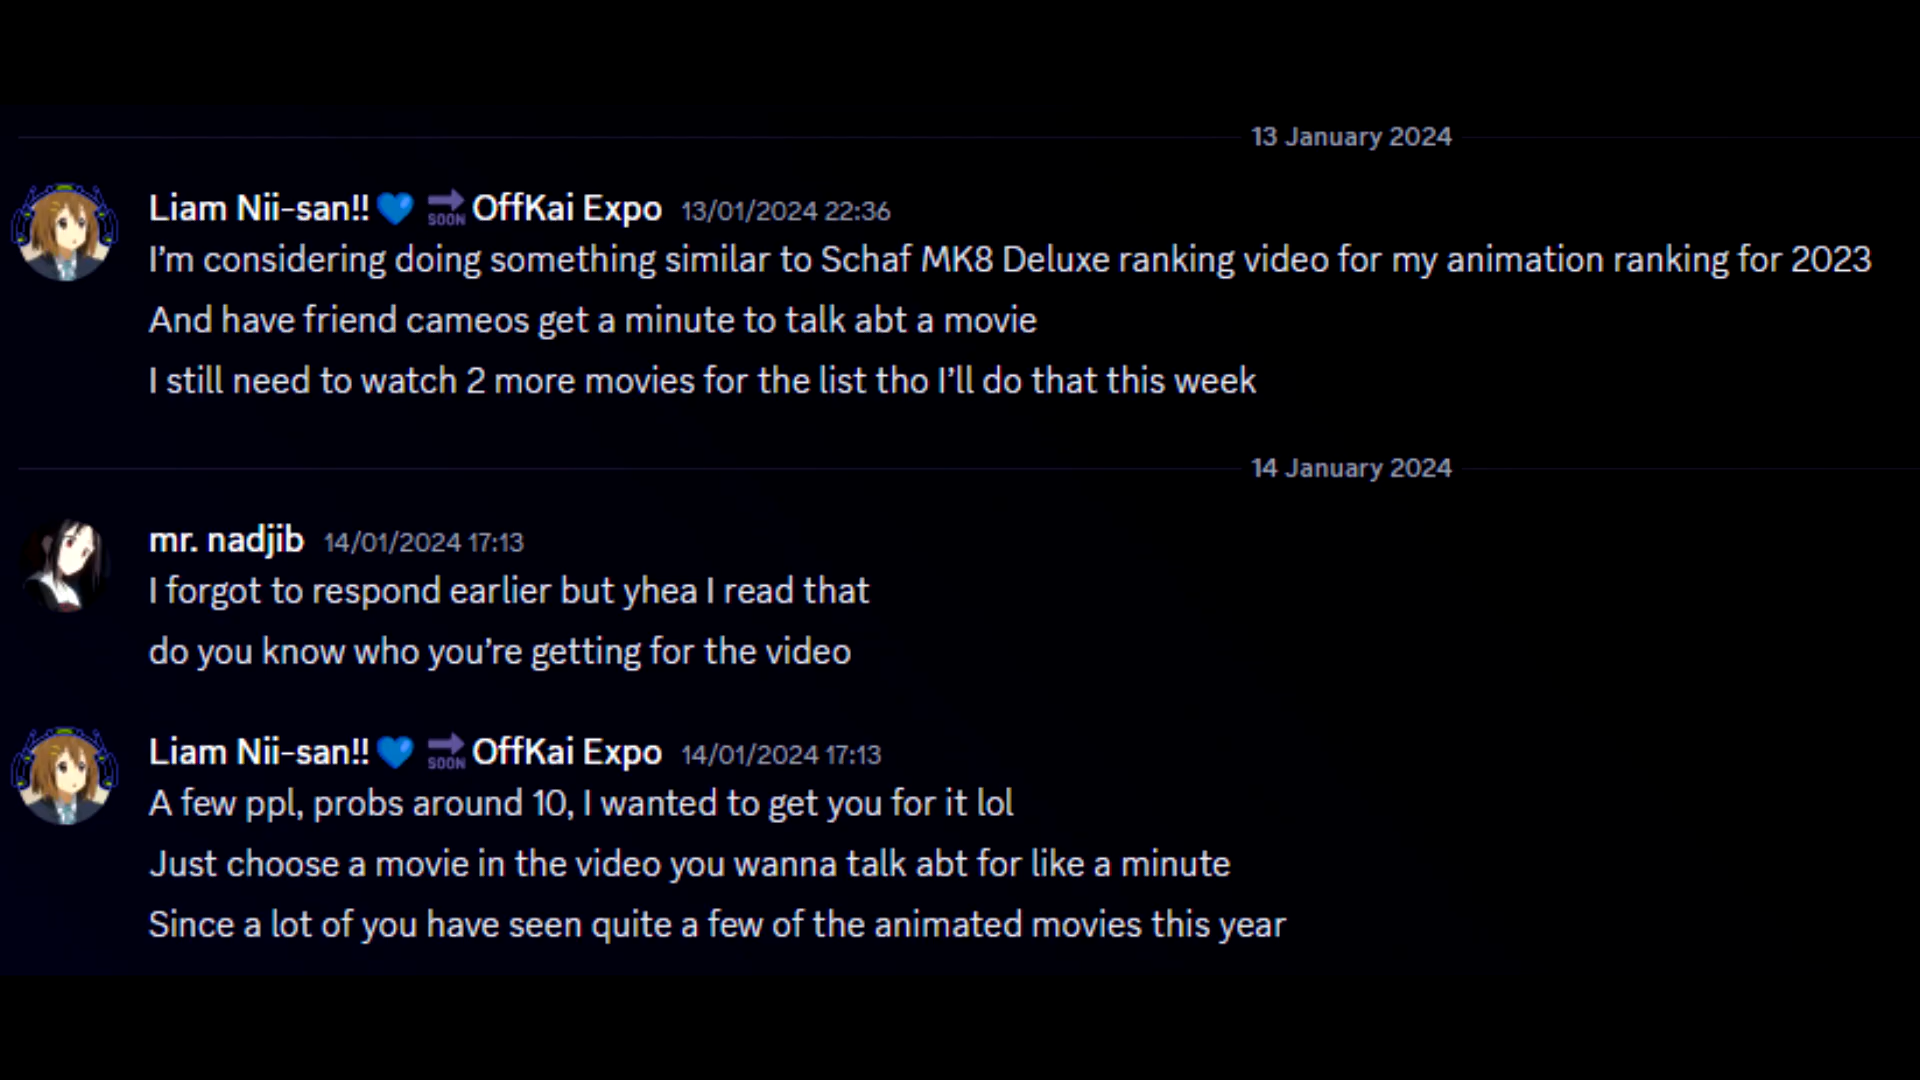 13 January 2024
Liam Nii-san!!💙 🔜OffKai Expo 13/01/2024 22:36
I’m considering doing something similar to Schaf MK8 Deluxe ranking video for my animation ranking for 2023
And have friend cameos get a minute to talk abt a movie
I still need to watch 2 more movies for the list tho I’ll do that this week
14 January 2024
mr. nadjib 14/01/2024 17:13
I forgot to respond earlier but yhea I read that
do you know who you’re getting for the video
Liam Nii-san!!💙 🔜OffKai Expo 14/01/2024 17:13
A few ppl, probs around 10, I wanted to get you for it lol
Just choose a movie in the video you wanna talk abt for like a minute
Since a lot of you have seen quite a few of the animated movies this year